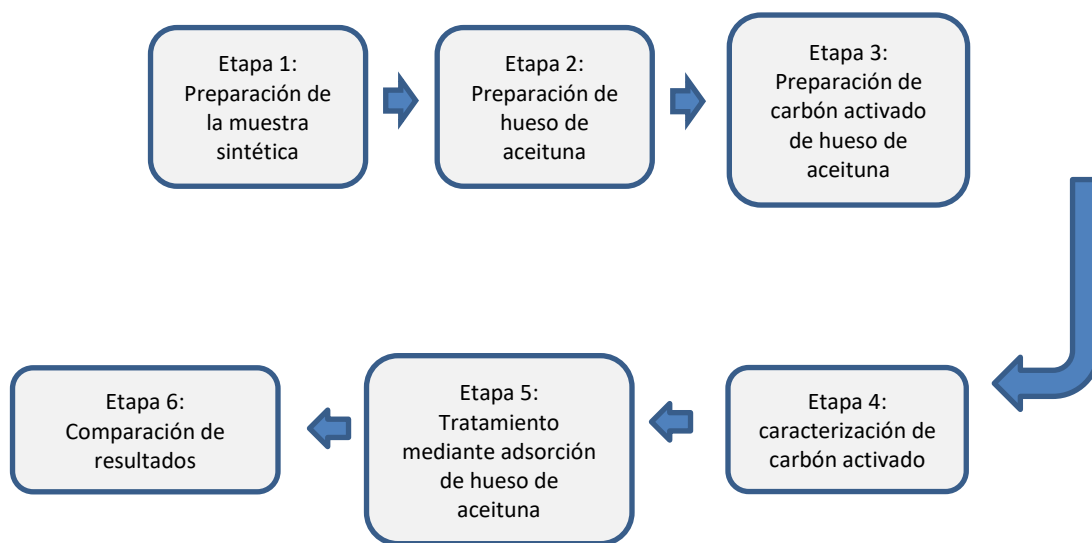 Etapa 1:
Preparación de
la muestra
sintética
Etapa 2:
Preparación de
hueso de
aceituna
Etapa 3:
Preparación de
carbón activado
de hueso de
aceituna
Etapa 4:
caracterización de
carbón activado
Etapa 5:
Tratamiento
mediante adsorción
de hueso de
aceituna
Etapa 6:
Comparación de
resultados